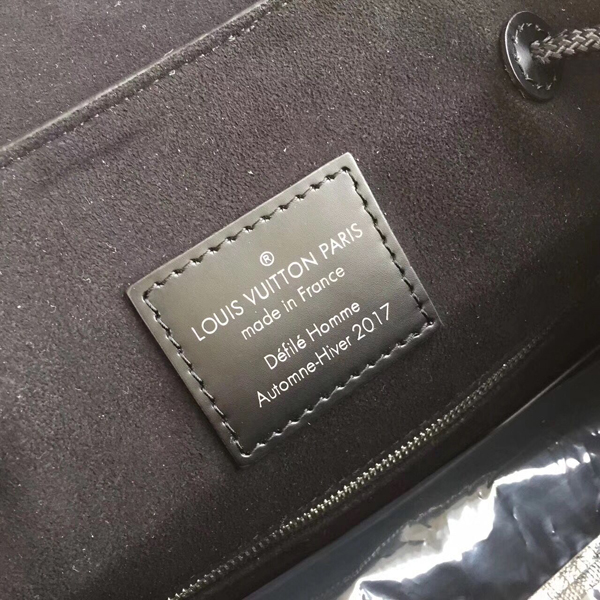 ®
LOUIS VUITTON PARIS
made in France
Défilé Homme
Automne-Hiver 2017